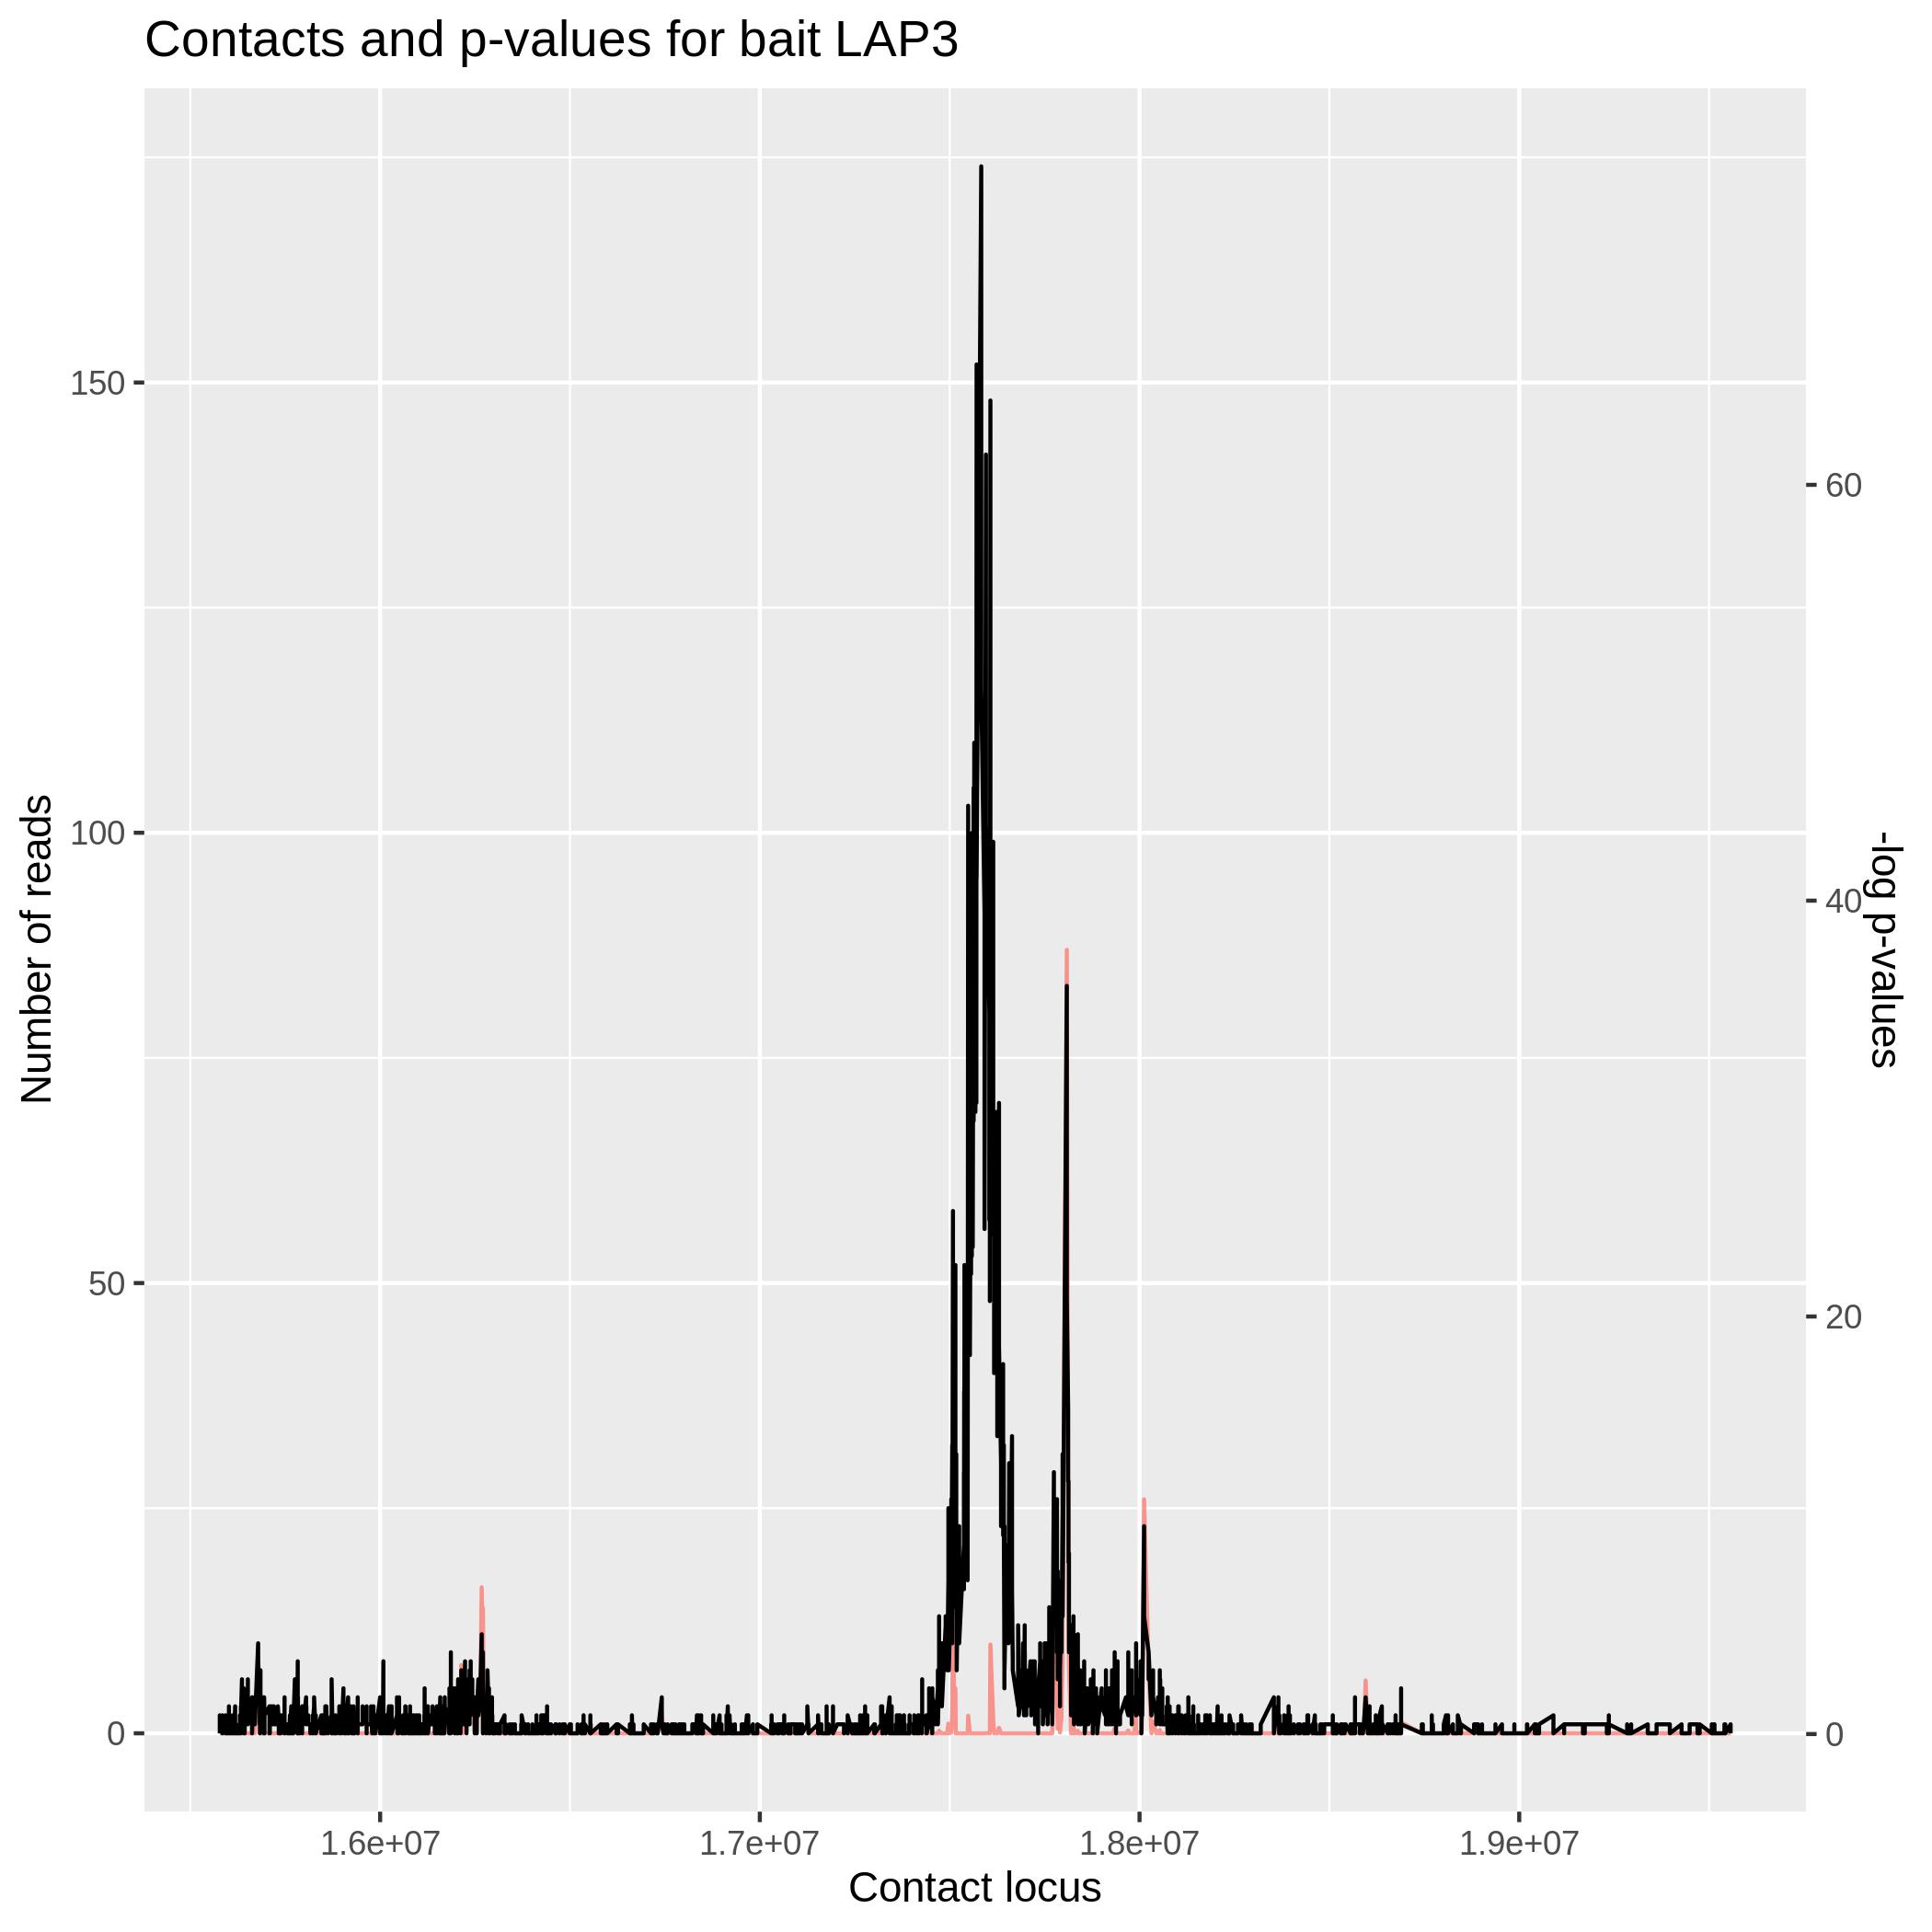 Contacts and p-values for bait LAP3
Number of reads
150
100
50
0
60
40
20
0
-log p-values
1.6e+07 1.7e+07 1.8e+07 1.9e+07
Contact locus